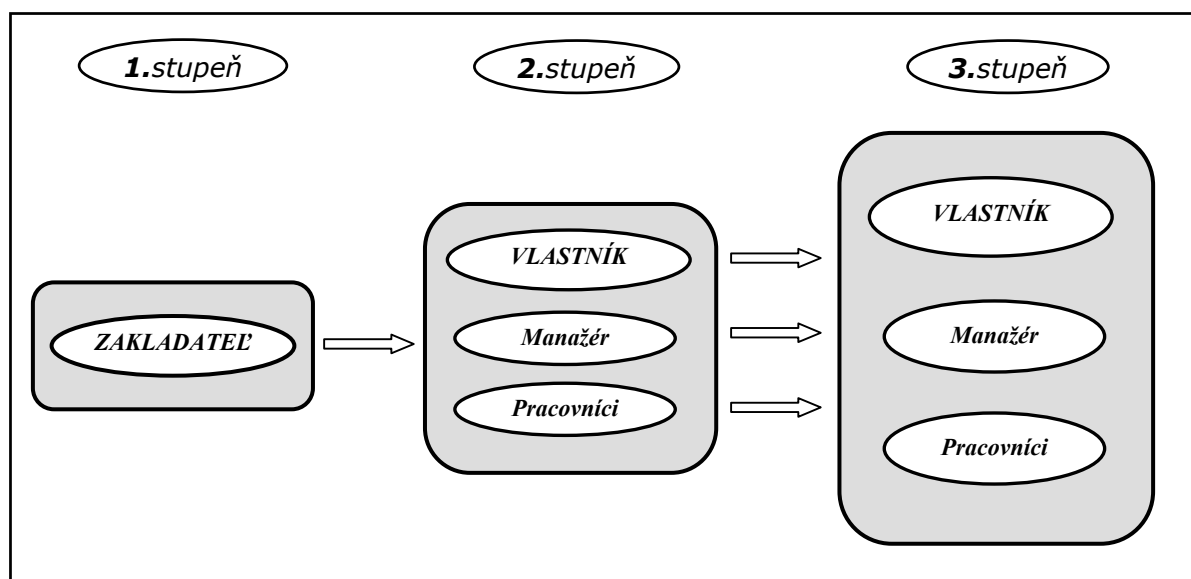 1.stupeň
2.stupeň
3.stupeň
ZAKLADATEĽ
VLASTNÍK
Manažér
Pracovníci
VLASTNÍK
Manažér
Pracovníci